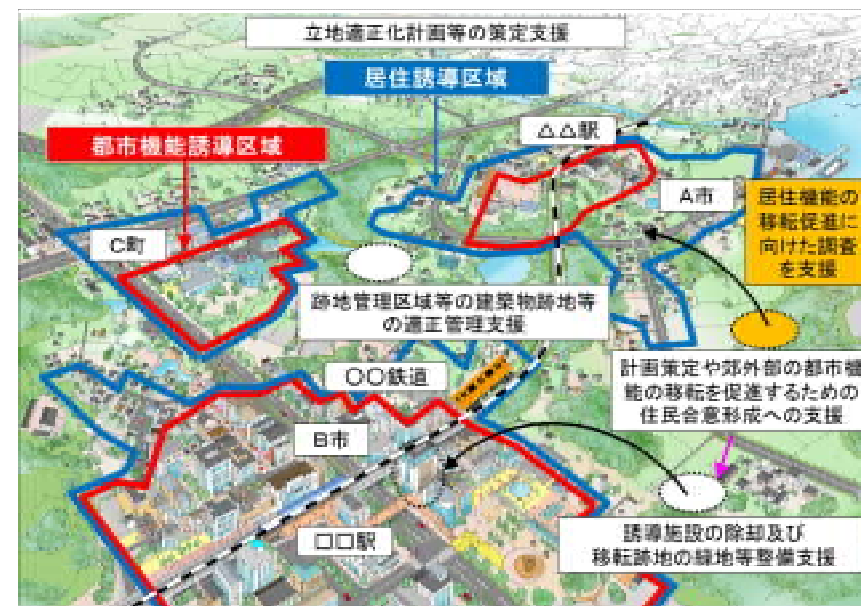 立地適正化計画等の策定支援
居住誘導区域
△△駅
都市機能誘導区域
A市
居住機能の
移転促進に
向けた調査
を支援
C町
跡地管理区域等の建築物跡地等
の適正管理支援
〇〇鉄道
計画策定や郊外部の都市機
能の移転を促進するための
住民合意形成への支援
B市
□□駅
誘導施設の除却及び
移転跡地の緑地等整備支援